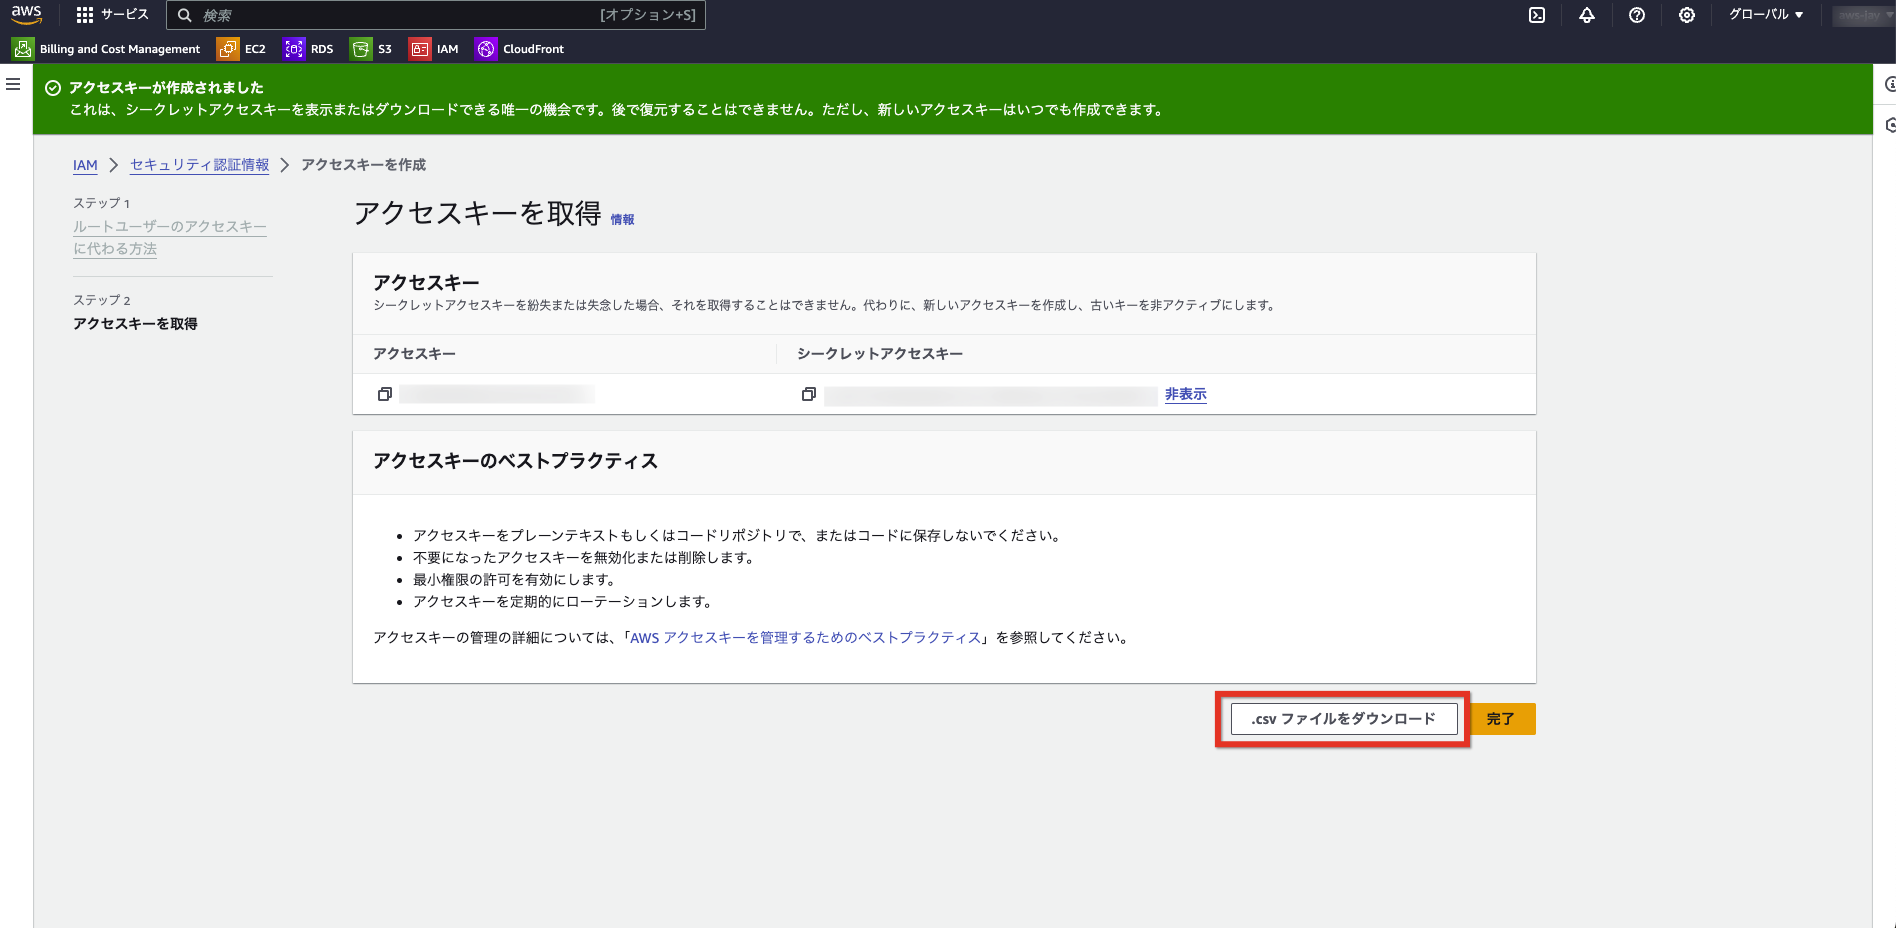 aws
サービス
検索
[オプション+S]
グローバル
Billing and Cost Management
EC2
RDS
S3
IAM
CloudFront
アクセスキーが作成されました
これは、シークレットアクセスキーを表示またはダウンロードできる唯一の機会です。後で復元することはできません。ただし、新しいアクセスキーはいつでも作成できます。
IAM
セキュリティ認証情報
アクセスキーを作成
ステップ 1
ルートユーザーのアクセスキー
に代わる方法
ステップ 2
アクセスキーを取得
アクセスキーを取得 情報
アクセスキー
シークレットアクセスキーを紛失または失念した場合、それを取得することはできません。代わりに、新しいアクセスキーを作成し、古いキーを非アクティブにします。
アクセスキー
シークレットアクセスキー
非表示
アクセスキーのベストプラクティス
• アクセスキーをプレーンテキストもしくはコードリポジトリで、またはコードに保存しないでください。
• 不要になったアクセスキーを無効化または削除します。
• 最小権限の許可を有効にします。
• アクセスキーを定期的にローテーションします。
アクセスキーの管理の詳細については、「AWS アクセスキーを管理するためのベストプラクティス」を参照してください。
.csv ファイルをダウンロード
完了